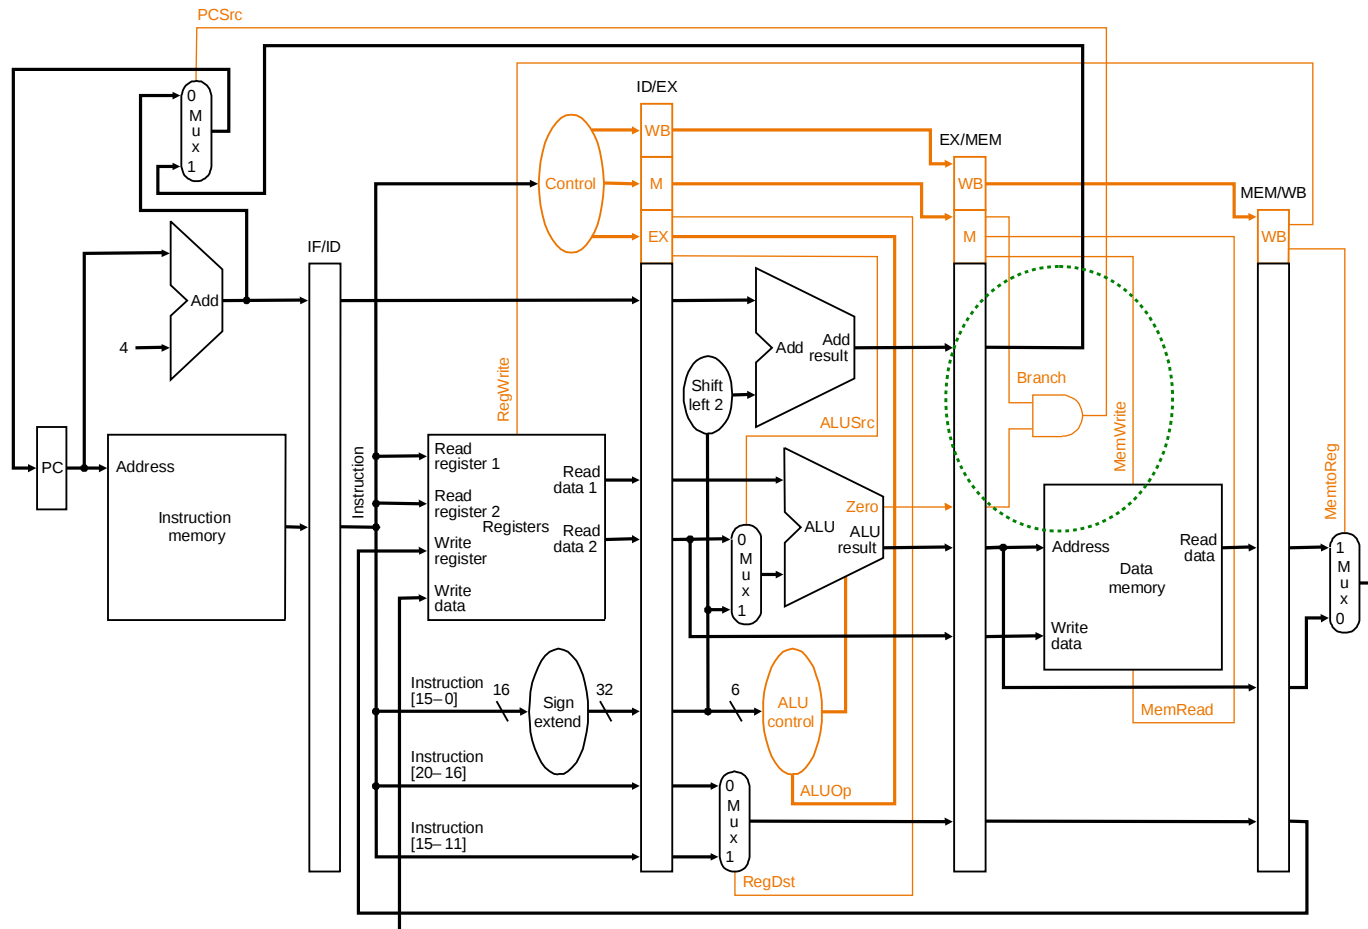 PCSrc
ID/EX
0
M
u
x
1
WB
EX/MEM
Control
M
WB
MEM/WB
IF/ID
EX
M
WB
Add
4
Add
Add
result
Shift
left 2
Branch
RegWrite
ALUSrc
MemWrite
MemtoReg
PC
Address
Instruction
memory
Instruction
Read
register 1
Read
register 2
Write
register
Write
data
Registers
Read
data 1
Read
data 2
0
M
u
x
1
Zero
ALU
ALU
result
Address
Write
data
Data
memory
Read
data
1
M
u
x
0
Instruction
[15–0]
16
Sign
extend
32
6
ALU
control
MemRead
Instruction
[20–16]
0
M
u
x
1
ALUOp
Instruction
[15–11]
RegDst